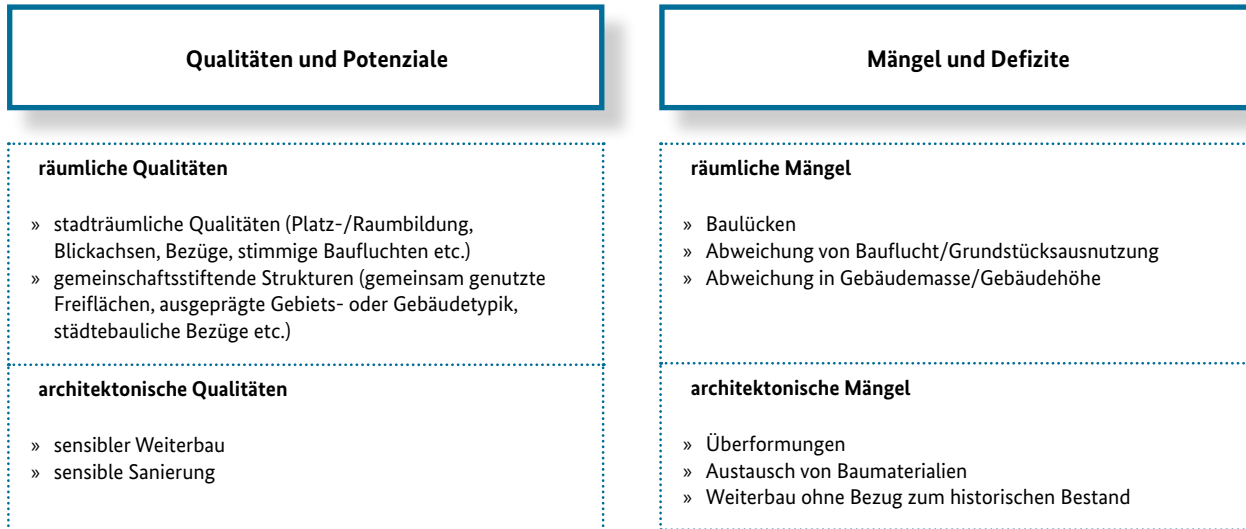 Qualitäten und Potenziale
räumliche Qualitäten
» stadträumliche Qualitäten (Platz-/Raumbildung,
Blickachsen, Bezüge, stimmige Baufluchten etc.)
» gemeinschaftsstiftende Strukturen (gemeinsam genutzte
Freiflächen, ausgeprägte Gebiets- oder Gebäudetypik,
städtebauliche Bezüge etc.)
architektonische Qualitäten
» sensibler Weiterbau
» sensible Sanierung
Mängel und Defizite
räumliche Mängel
» Baulücken
» Abweichung von Bauflucht/Grundstücksausnutzung
» Abweichung in Gebäudemasse/Gebäudehöhe
architektonische Mängel
» Überformungen
» Austausch von Baumaterialien
» Weiterbau ohne Bezug zum historischen Bestand